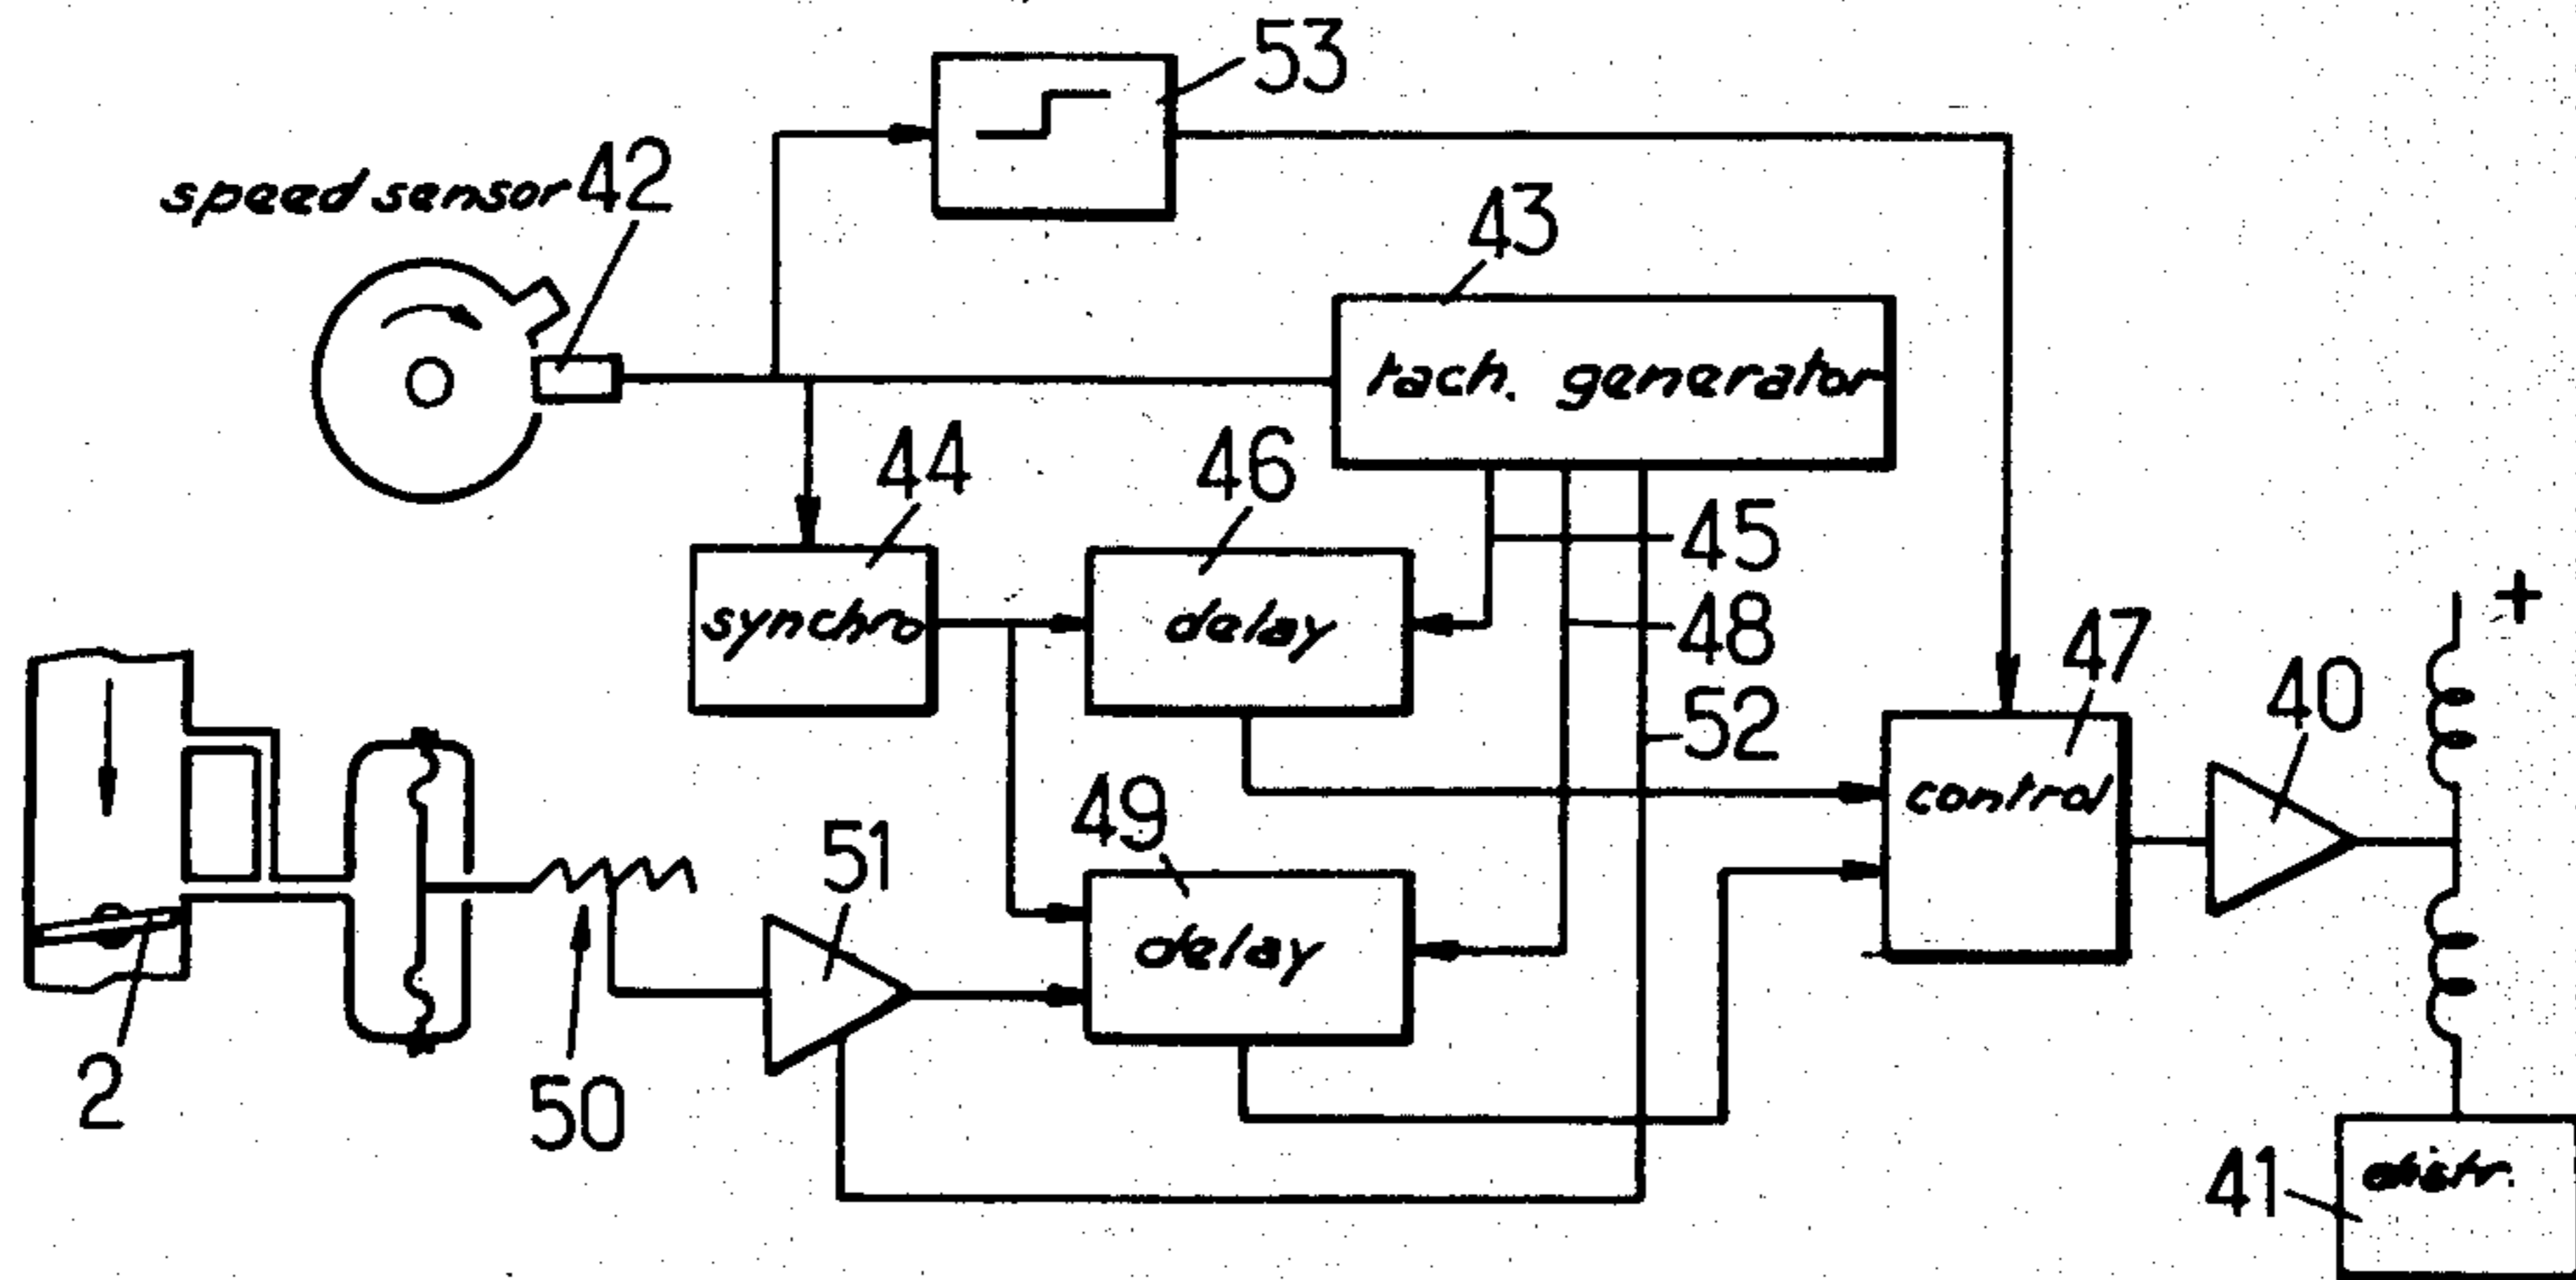 53
speed sensor 42
43
tach. generator
44
46
45
synchro
delay
48
+
52
47
40
control
49
51
delay
2
50
41
distr.